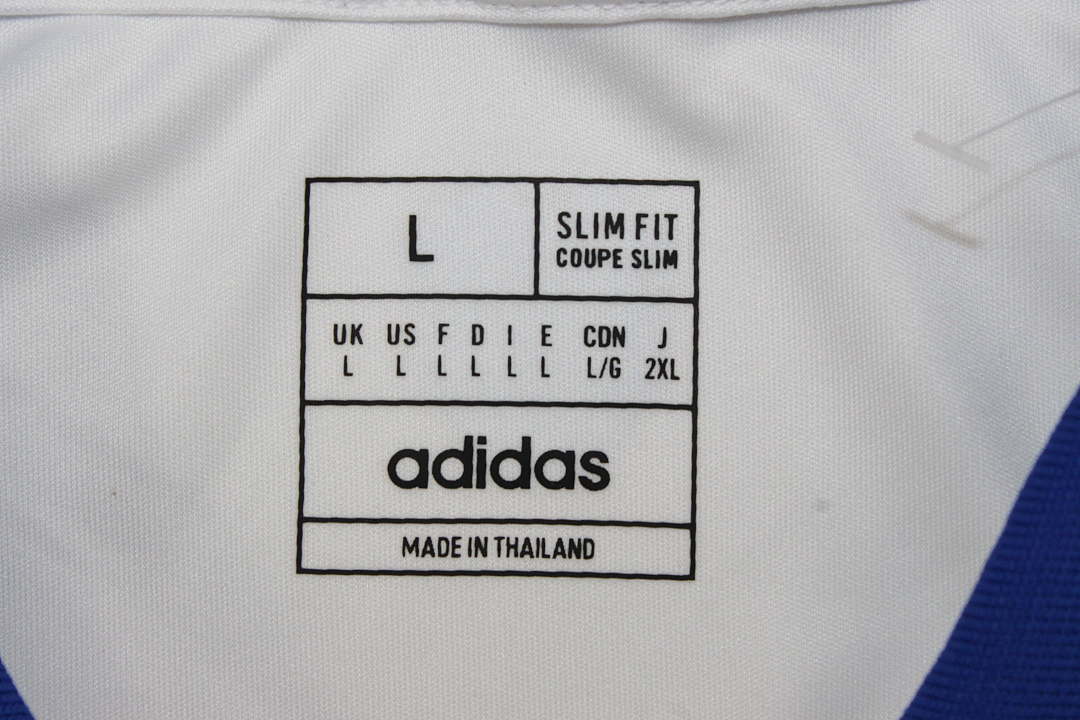 L
SLIM FIT
COUPE SLIM
UK US F D I E CDN J
L L L L L L L/G 2XL
adidas
MADE IN THAILAND